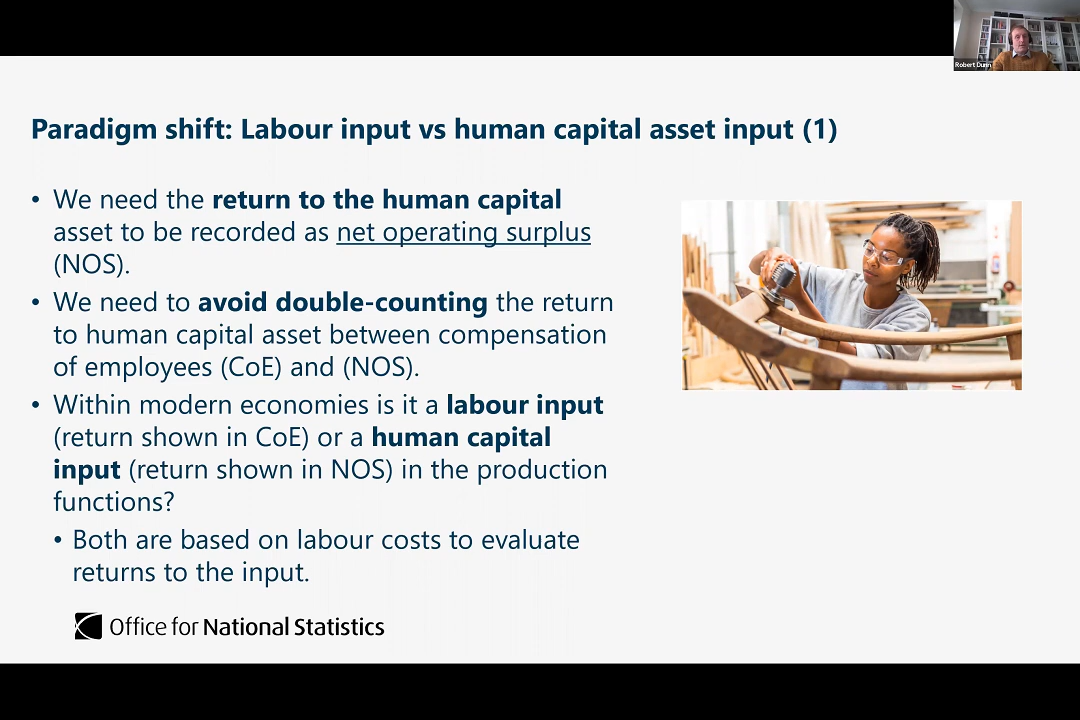 Robert Dunn
Paradigm shift: Labour input vs human capital asset input (1)
• We need the return to the human capital
asset to be recorded as net operating surplus
(NOS).
• We need to avoid double-counting the return
to human capital asset between compensation
of employees (CoE) and (NOS).
• Within modern economies is it a labour input
(return shown in CoE) or a human capital
input (return shown in NOS) in the production
functions?
• Both are based on labour costs to evaluate
returns to the input.
Office for National Statistics